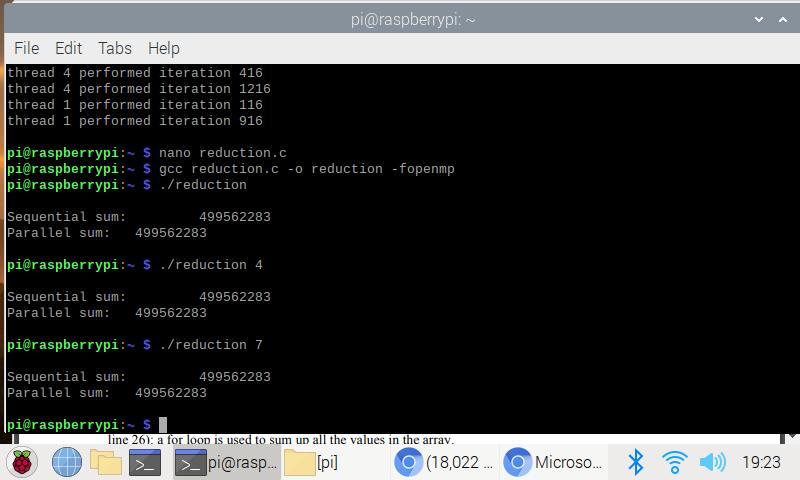 pi@raspberrypi: ~
File Edit Tabs Help
thread 4 performed iteration 416
thread 4 performed iteration 1216
thread 1 performed iteration 116
thread 1 performed iteration 916
pi@raspberrypi:~ $ nano reduction.c
pi@raspberrypi:~ $ gcc reduction.c -o reduction -fopenmp
pi@raspberrypi:~ $ ./reduction
Sequential sum: 499562283
Parallel sum: 499562283
pi@raspberrypi:~ $ ./reduction 4
Sequential sum: 499562283
Parallel sum: 499562283
pi@raspberrypi:~ $ ./reduction 7
Sequential sum: 499562283
Parallel sum: 499562283
pi@raspberrypi:~ $
line 26): a for loop is used to sum up all the values in the array.
>_ >_ pi@rasp... [pi] (18,022 ... Microso... 19:23